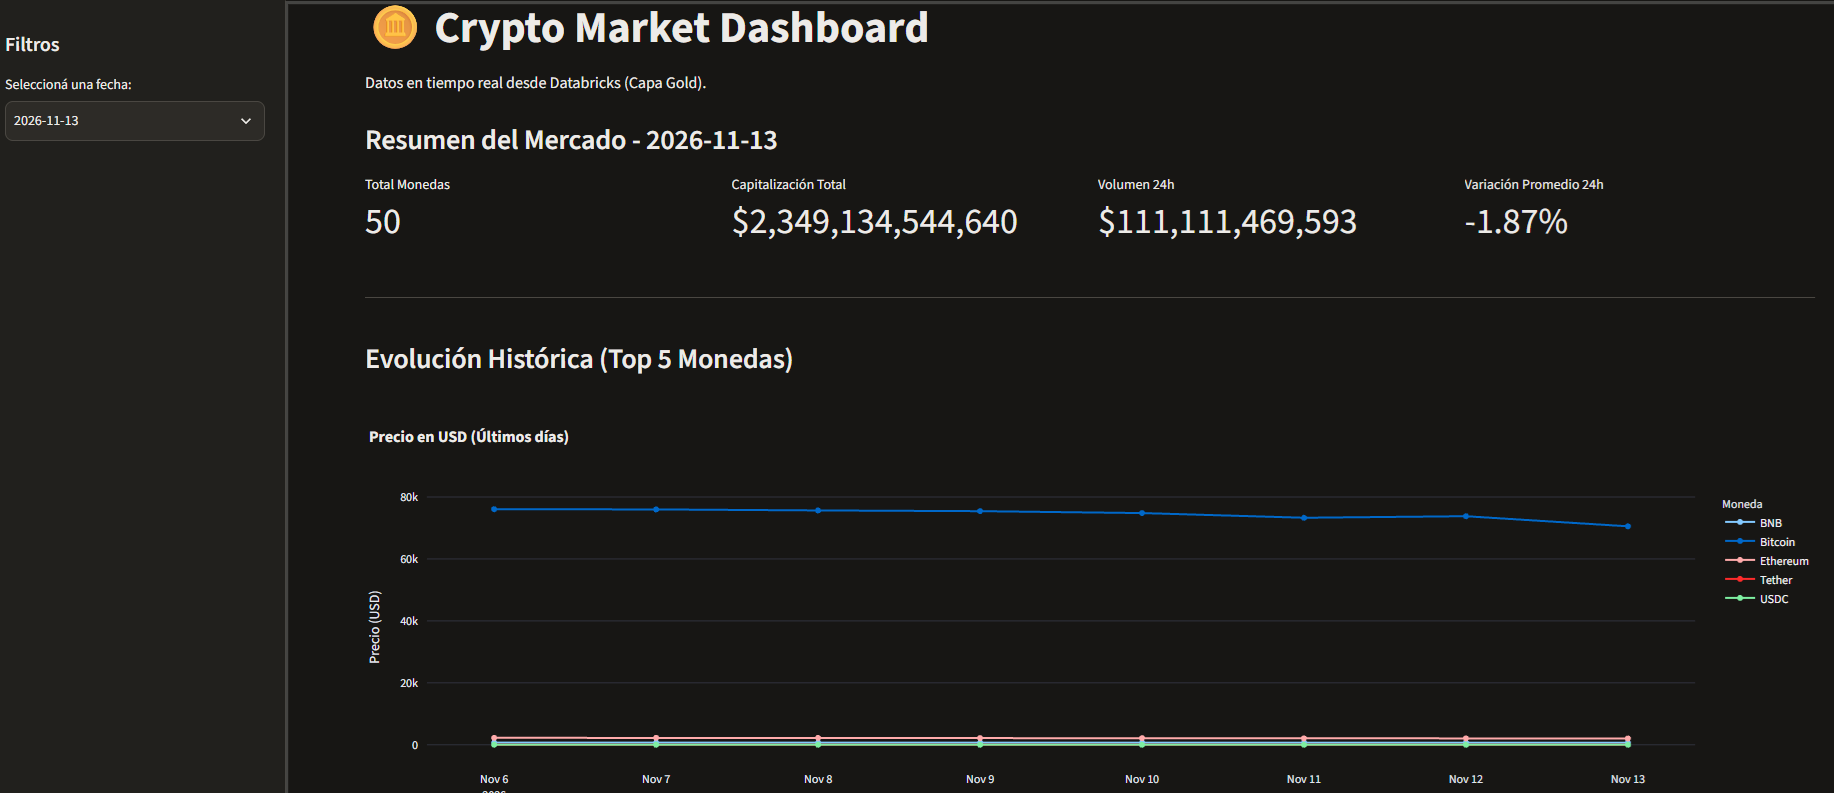 Filtros
Seleccioná una fecha:
2026-11-13
Crypto Market Dashboard
Datos en tiempo real desde Databricks (Capa Gold).
Resumen del Mercado - 2026-11-13
Total Monedas
50
Capitalización Total
$2,349,134,544,640
Volumen 24h
$111,111,469,593
Variación Promedio 24h
-1.87%
Evolución Histórica (Top 5 Monedas)
Precio en USD (Últimos días)
Precio (USD)
80k
60k
40k
20k
0
Nov 6
Nov 7
Nov 8
Nov 9
Nov 10
Nov 11
Nov 12
Nov 13
Moneda
BNB
Bitcoin
Ethereum
Tether
USDC